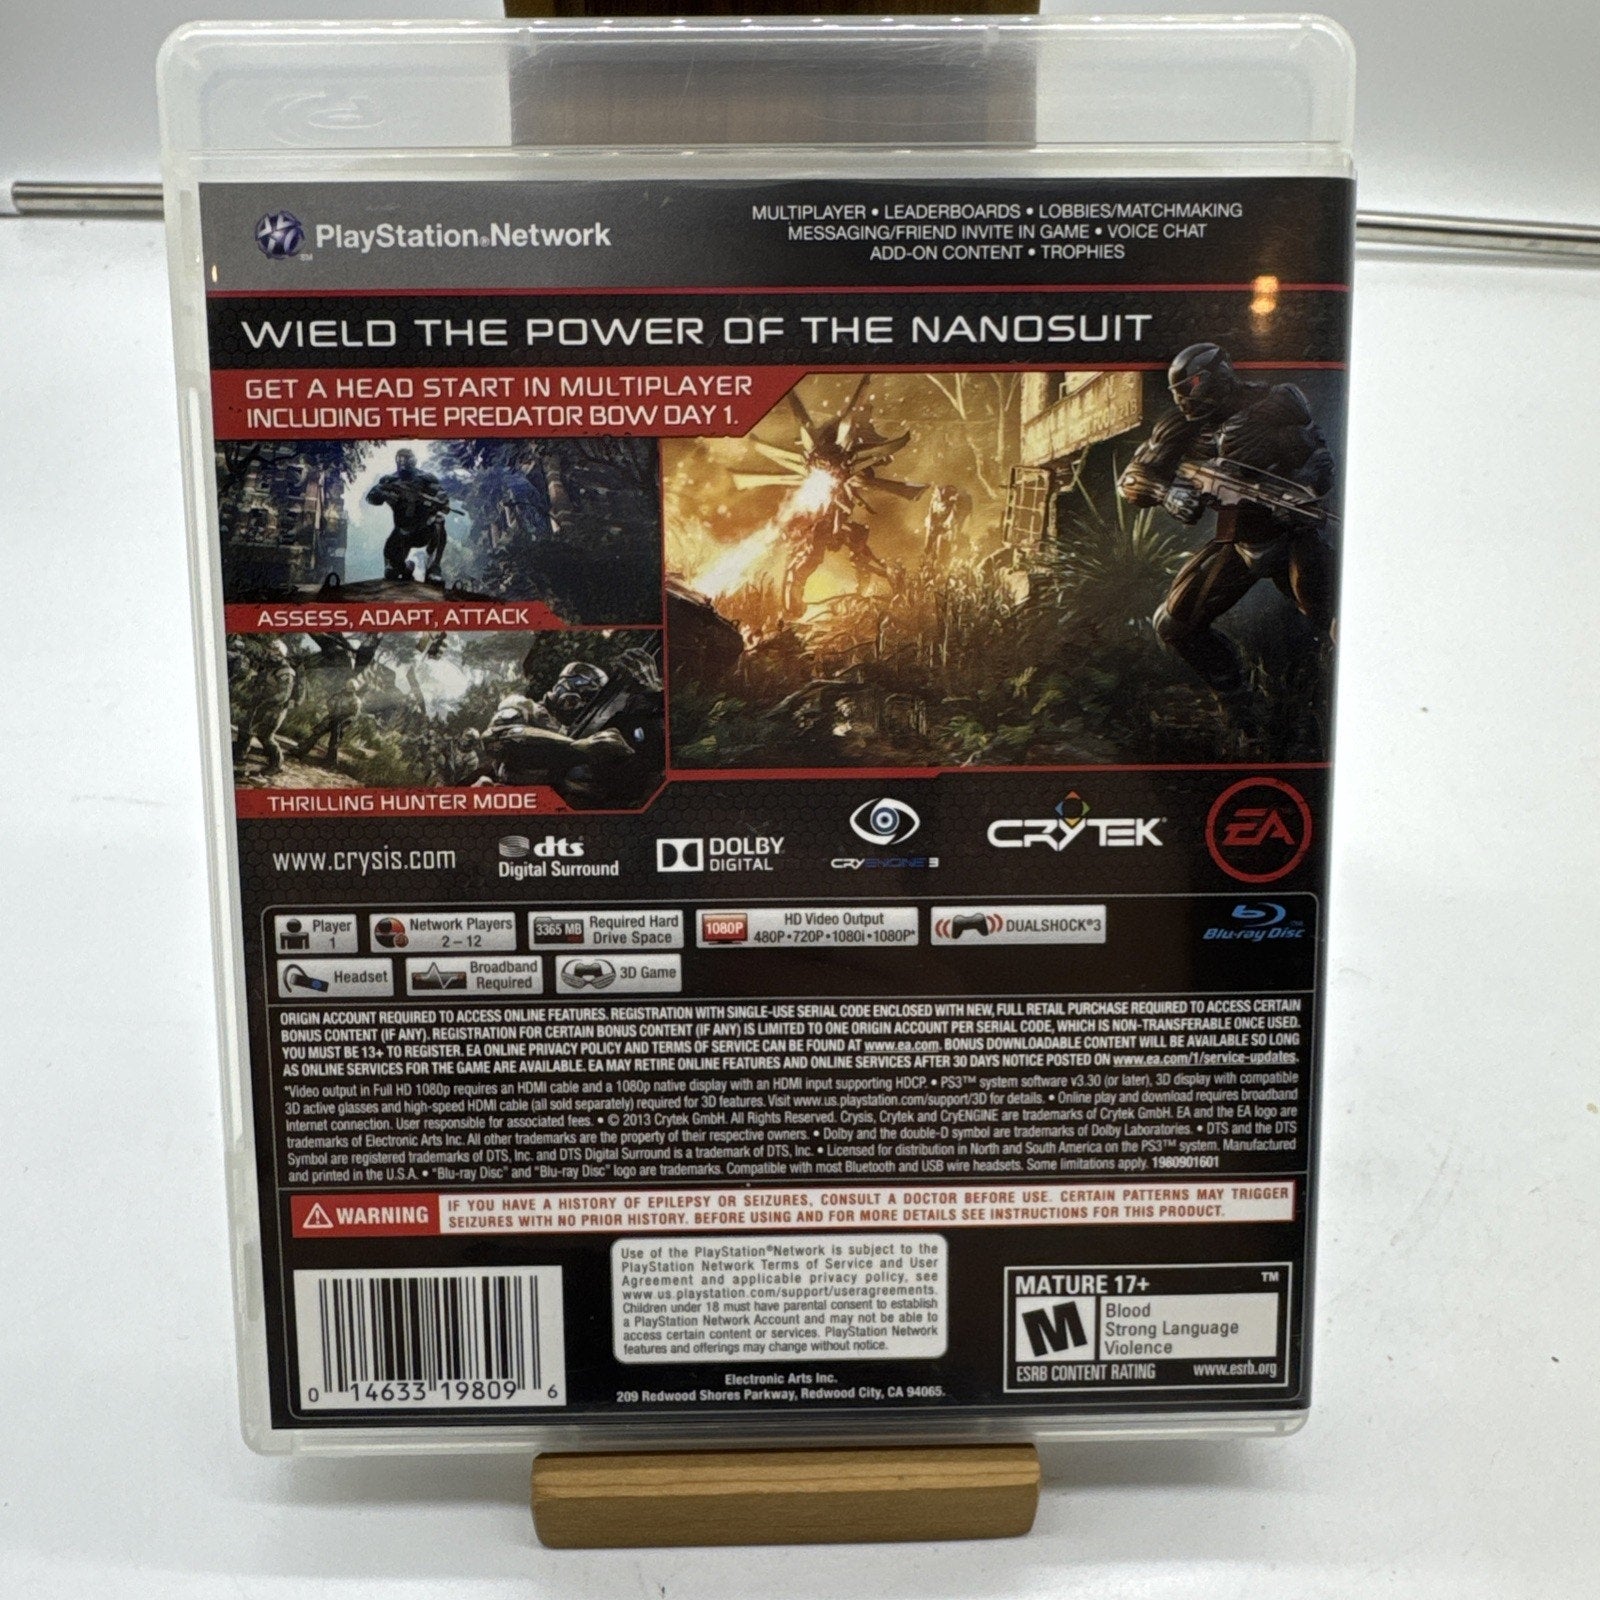 PlayStation®Network
SM
MULTIPLAYER • LEADERBOARDS • LOBBIES/MATCHMAKING
MESSAGING/FRIEND INVITE IN GAME • VOICE CHAT
ADD-ON CONTENT • TROPHIES
WIELD THE POWER OF THE NANOSUIT
GET A HEAD START IN MULTIPLAYER
INCLUDING THE PREDATOR BOW DAY 1.
ASSESS, ADAPT, ATTACK
THRILLING HUNTER MODE
www.crysis.com
dts
Digital Surround
DOLBY
DIGITAL
CRYENGINE 3
CRYTEK
EA
Player
1
Network Players
2 – 12
3365 MB
Required Hard
Drive Space
1080P
HD Video Output
480P•720P•1080i•1080P*
DUALSHOCK®3
Blu-ray Disc
Headset
Broadband
Required
3D Game
ORIGIN ACCOUNT REQUIRED TO ACCESS ONLINE FEATURES. REGISTRATION WITH SINGLE-USE SERIAL CODE ENCLOSED WITH NEW, FULL RETAIL PURCHASE REQUIRED TO ACCESS CERTAIN
BONUS CONTENT (IF ANY). REGISTRATION FOR CERTAIN BONUS CONTENT (IF ANY) IS LIMITED TO ONE ORIGIN ACCOUNT PER SERIAL CODE, WHICH IS NON-TRANSFERABLE ONCE USED.
YOU MUST BE 13+ TO REGISTER. EA ONLINE PRIVACY POLICY AND TERMS OF SERVICE CAN BE FOUND AT www.ea.com. BONUS DOWNLOADABLE CONTENT WILL BE AVAILABLE SO LONG
AS ONLINE SERVICES FOR THE GAME ARE AVAILABLE. EA MAY RETIRE ONLINE FEATURES AND ONLINE SERVICES AFTER 30 DAYS NOTICE POSTED ON www.ea.com/1/service-updates.
*Video output in Full HD 1080p requires an HDMI cable and a 1080p native display with an HDMI input supporting HDCP. • PS3™ system software v3.30 (or later), 3D display with compatible
3D active glasses and high-speed HDMI cable (all sold separately) required for 3D features. Visit www.us.playstation.com/support/3D for details. • Online play and download requires broadband
Internet connection. User responsible for associated fees. • © 2013 Crytek GmbH. All Rights Reserved. Crysis, Crytek and CryENGINE are trademarks of Crytek GmbH. EA and the EA logo are
trademarks of Electronic Arts Inc. All other trademarks are the property of their respective owners. • Dolby and the double-D symbol are trademarks of Dolby Laboratories. • DTS and the DTS
Symbol are registered trademarks of DTS, Inc. and DTS Digital Surround is a trademark of DTS, Inc. • Licensed for distribution in North and South America on the PS3™ system. Manufactured
and printed in the U.S.A. • "Blu-ray Disc" and "Blu-ray Disc" logo are trademarks. Compatible with most Bluetooth and USB wire headsets. Some limitations apply. 1980901601
WARNING
IF YOU HAVE A HISTORY OF EPILEPSY OR SEIZURES, CONSULT A DOCTOR BEFORE USE. CERTAIN PATTERNS MAY TRIGGER
SEIZURES WITH NO PRIOR HISTORY. BEFORE USING AND FOR MORE DETAILS SEE INSTRUCTIONS FOR THIS PRODUCT.
Use of the PlayStation®Network is subject to the
PlayStation Network Terms of Service and User
Agreement and applicable privacy policy, see
www.us.playstation.com/support/useragreements.
Children under 18 must have parental consent to establish
a PlayStation Network Account and may not be able to
access certain content or services. PlayStation Network
features and offerings may change without notice.
Electronic Arts Inc.
209 Redwood Shores Parkway, Redwood City, CA 94065.
0 14633 19809 6
MATURE 17+ ™
M
Blood
Strong Language
Violence
ESRB CONTENT RATING www.esrb.org